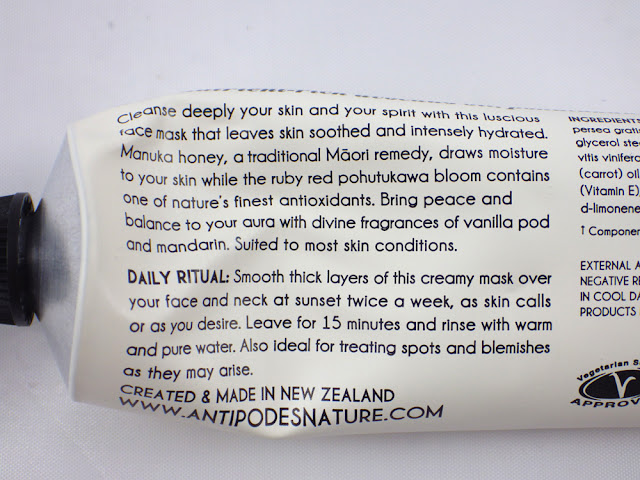 Cleanse deeply your skin and your spirit with this luscious
face mask that leaves skin soothed and intensely hydrated.
Manuka honey, a traditional Māori remedy, draws moisture
to your skin while the ruby red pohutukawa bloom contains
one of nature's finest antioxidants. Bring peace and
balance to your aura with divine fragrances of vanilla pod
and mandarin. Suited to most skin conditions.
DAILY RITUAL: Smooth thick layers of this creamy mask over
your face and neck at sunset twice a week, as skin calls
or as you desire. Leave for 15 minutes and rinse with warm
and pure water. Also ideal for treating spots and blemishes
as they may arise.
CREATED & MADE IN NEW ZEALAND
WWW.ANTIPODESNATURE.COM
INGREDIENTS
persea grati
glycerol ste
vitis vinifer
(carrot) oil
(Vitamin E)
d-limonene
† Componen
EXTERNAL A
NEGATIVE RE
IN COOL DA
PRODUCTS
Vegetarian S
V
APPROV